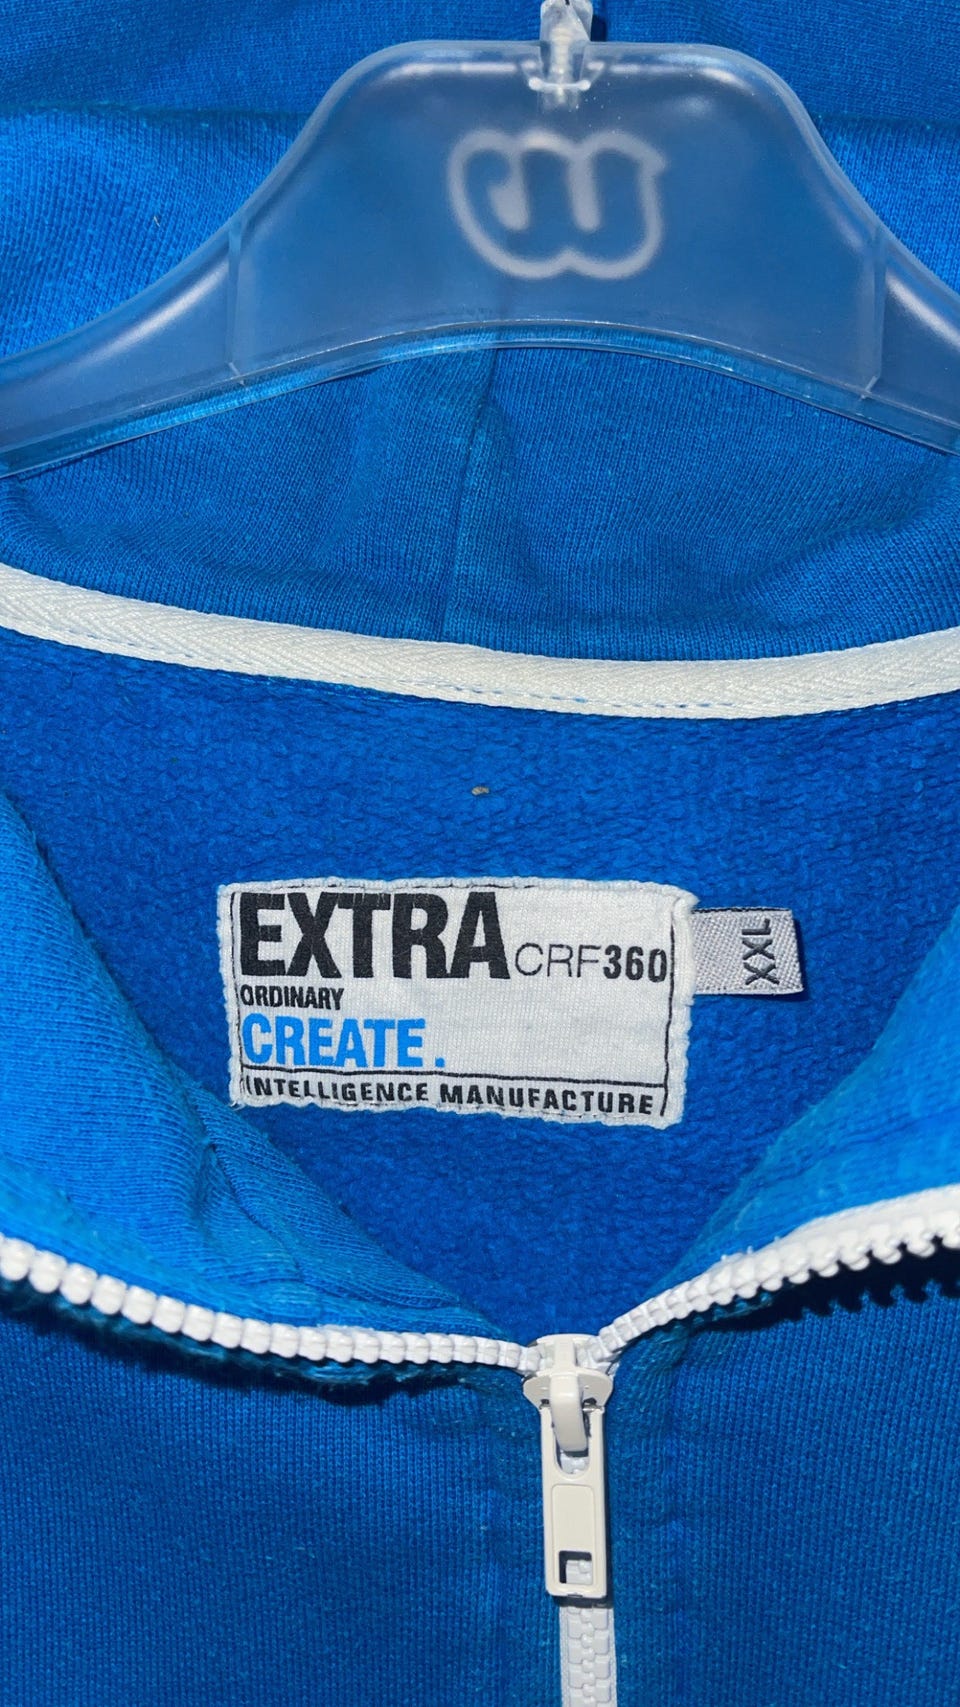 W
EXTRA CRF360
ORDINARY
CREATE.
INTELLIGENCE MANUFACTURE
XXL